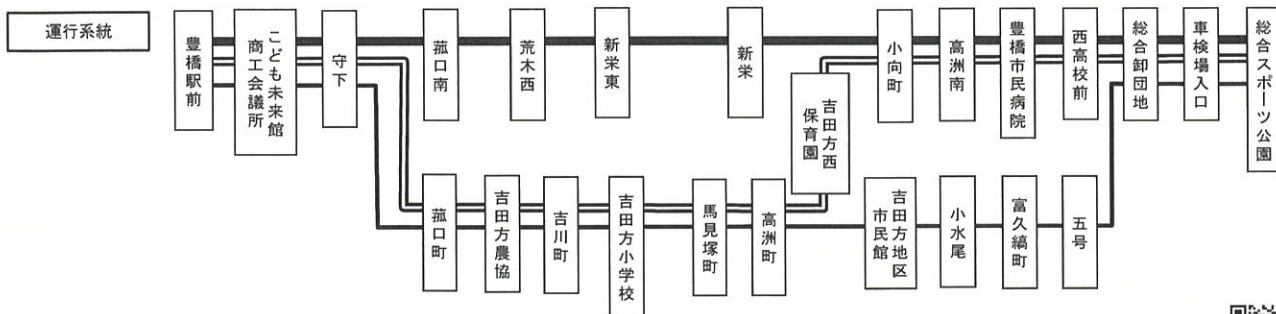 運行系統
豊橋駅前
こども未来館
商工会議所
守下
菰口南
荒木西
新栄東
新栄
小向町
高洲南
豊橋市民病院
西高校前
総合卸団地
車検場入口
総合スポーツ公園
吉田方西
保育園
菰口町
吉田方農協
吉川町
吉田方小学校
馬見塚町
高洲町
吉田方地区
市民館
小水尾
富久縞町
五号